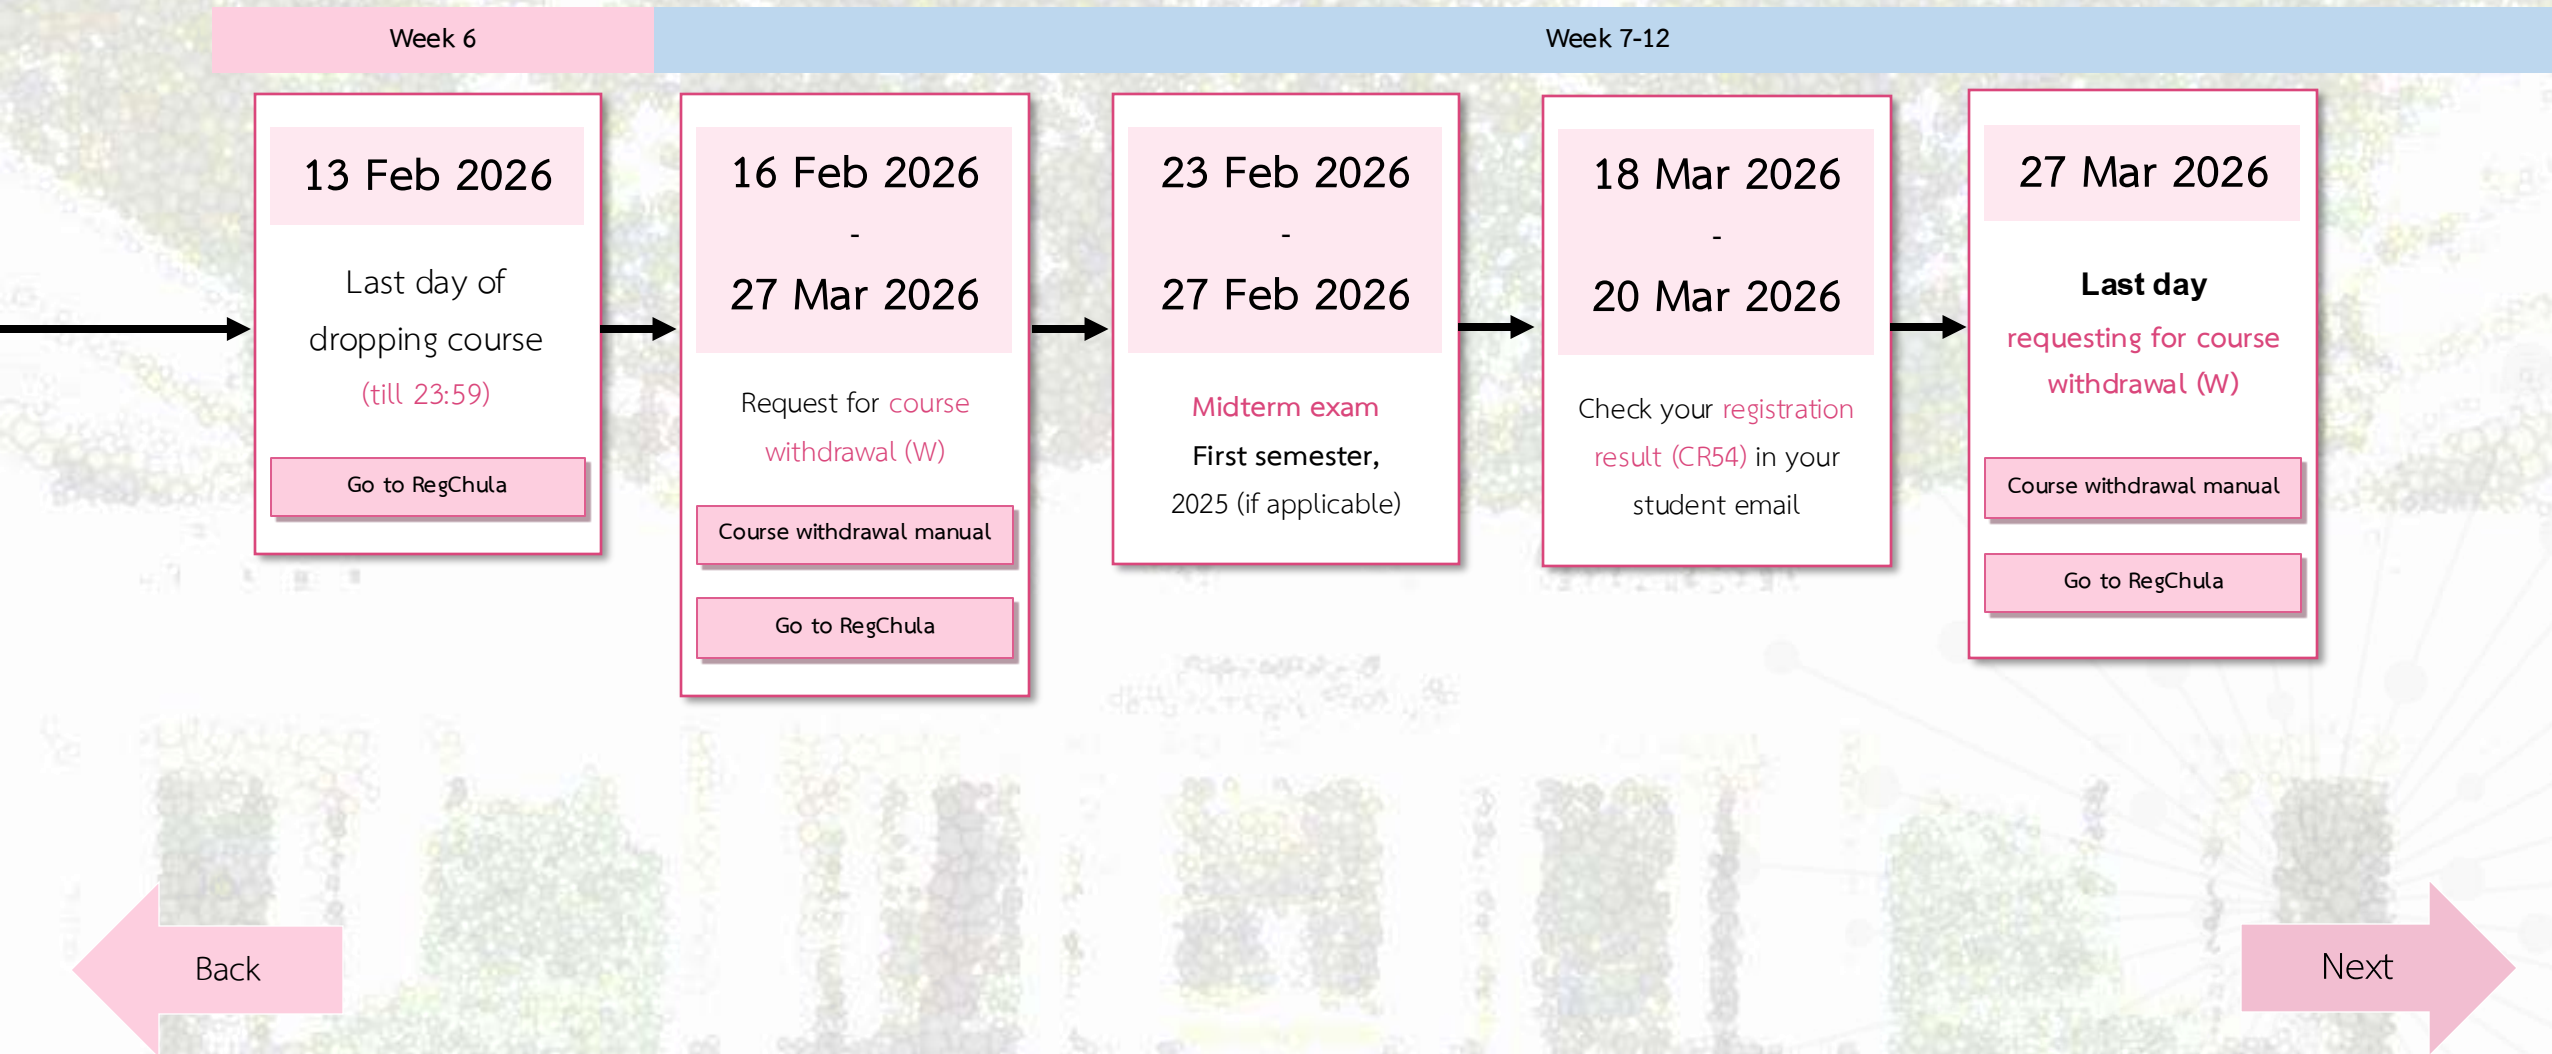 Week 6
Week 7-12
13 Feb 2026
Last day of
dropping course
(till 23:59)
Go to RegChula
16 Feb 2026
-
27 Mar 2026
Request for course
withdrawal (W)
Course withdrawal manual
Go to RegChula
23 Feb 2026
-
27 Feb 2026
Midterm exam
First semester,
2025 (if applicable)
18 Mar 2026
-
20 Mar 2026
Check your registration
result (CR54) in your
student email
27 Mar 2026
Last day
requesting for course
withdrawal (W)
Course withdrawal manual
Go to RegChula
Back
Next